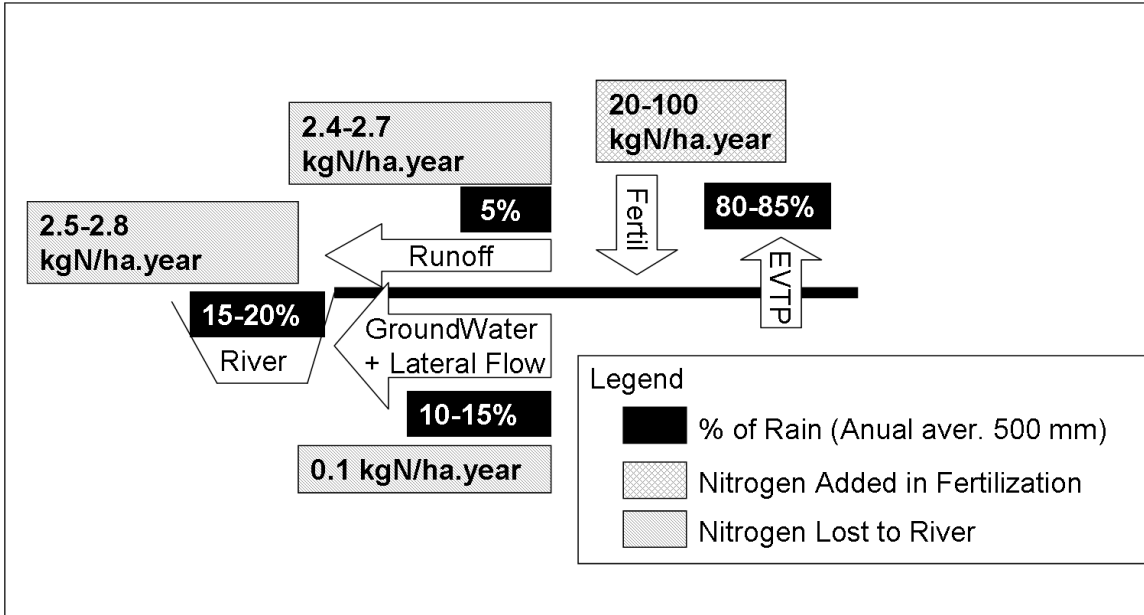 20-100
kgN/ha.year
2.4-2.7
kgN/ha.year
Fertil
80-85%
5%
2.5-2.8
kgN/ha.year
Runoff
EVTP
15-20%
River
GroundWater
+ Lateral Flow
10-15%
0.1 kgN/ha.year
Legend
% of Rain (Anual aver. 500 mm)
Nitrogen Added in Fertilization
Nitrogen Lost to River